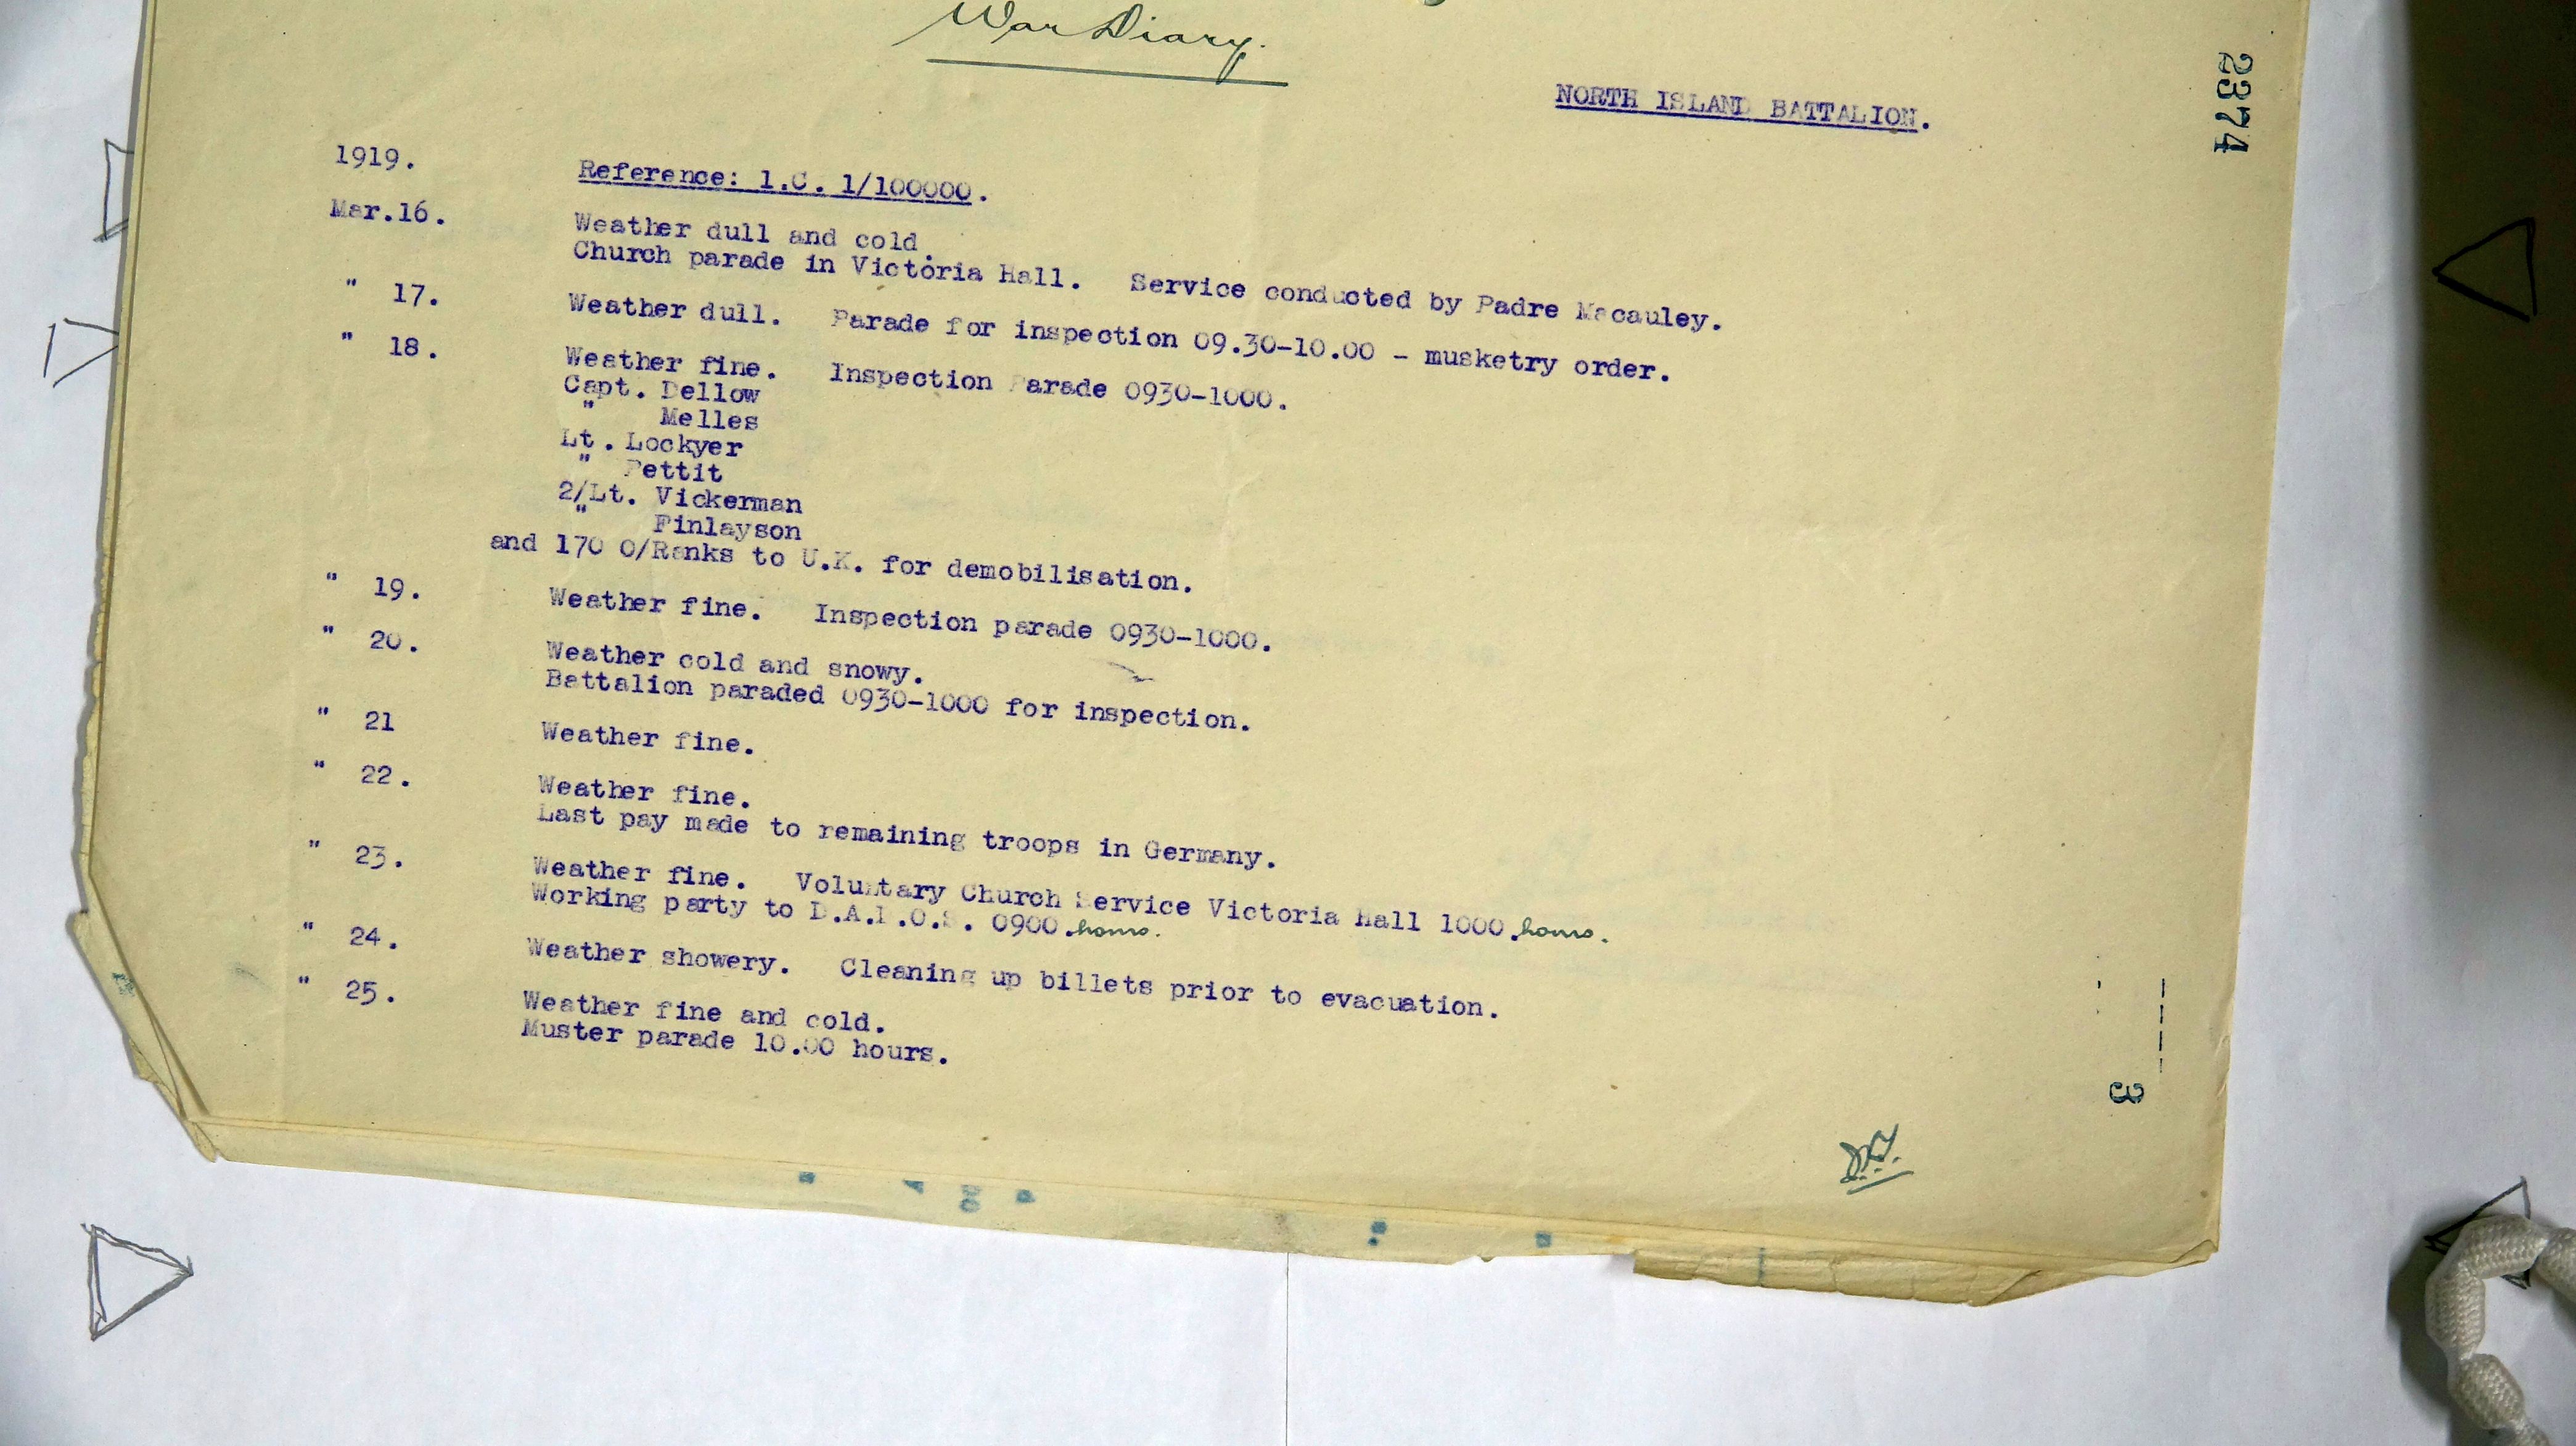 War Diary.
NORTH ISLAND BATTALION.
2374
1919.
Reference: 1.C. 1/100000.
Mar.16. Weather dull and cold.
Church parade in Victoria Hall. Service conducted by Padre Macauley.
" 17. Weather dull. Parade for inspection 09.30-10.00 - musketry order.
" 18. Weather fine. Inspection Parade 0930-1000.
Capt. Dellow
" Melles
Lt. Lockyer
" Pettit
2/Lt. Vickerman
" Finlayson
and 170 O/Ranks to U.K. for demobilisation.
" 19. Weather fine. Inspection parade 0930-1000.
" 20. Weather cold and snowy.
Battalion paraded 0930-1000 for inspection.
" 21 Weather fine.
" 22. Weather fine.
Last pay made to remaining troops in Germany.
" 23. Weather fine. Voluntary Church Service Victoria Hall 1000.hours.
Working party to D.A.D.O.S. 0900.hours.
" 24. Weather showery. Cleaning up billets prior to evacuation.
" 25. Weather fine and cold.
Muster parade 10.00 hours.
3